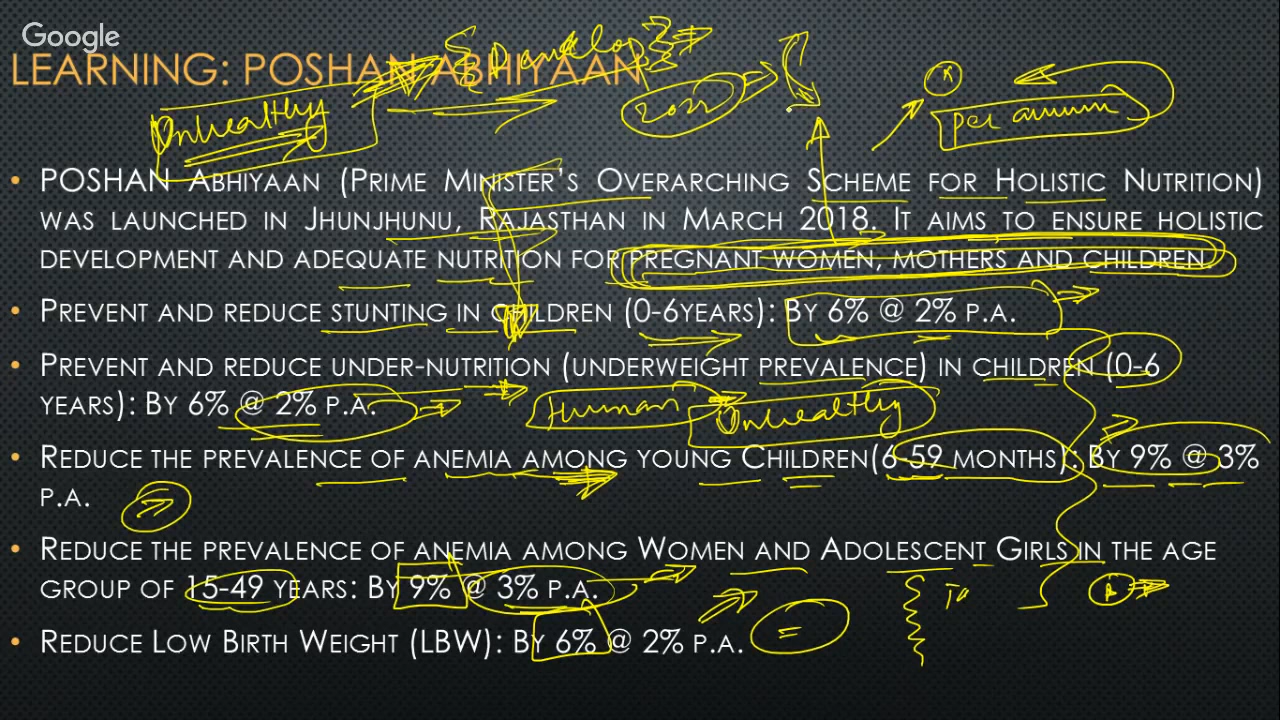 Google
LEARNING: POSHAN ABHIYAAN
Unhealthy
2022
per annum
• POSHAN ABHIYAAN (PRIME MINISTER'S OVERARCHING SCHEME FOR HOLISTIC NUTRITION)
WAS LAUNCHED IN JHUNJHUNU, RAJASTHAN IN MARCH 2018. IT AIMS TO ENSURE HOLISTIC
DEVELOPMENT AND ADEQUATE NUTRITION FOR PREGNANT WOMEN, MOTHERS AND CHILDREN.
• PREVENT AND REDUCE STUNTING IN CHILDREN (0-6YEARS): BY 6% @ 2% P.A.
• PREVENT AND REDUCE UNDER-NUTRITION (UNDERWEIGHT PREVALENCE) IN CHILDREN (0-6
YEARS): BY 6% @ 2% P.A.
Human Unhealthy
• REDUCE THE PREVALENCE OF ANEMIA AMONG YOUNG CHILDREN(6-59 MONTHS): BY 9% @ 3%
P.A.
• REDUCE THE PREVALENCE OF ANEMIA AMONG WOMEN AND ADOLESCENT GIRLS IN THE AGE
GROUP OF 15-49 YEARS: BY 9% @ 3% P.A.
• REDUCE LOW BIRTH WEIGHT (LBW): BY 6% @ 2% P.A.